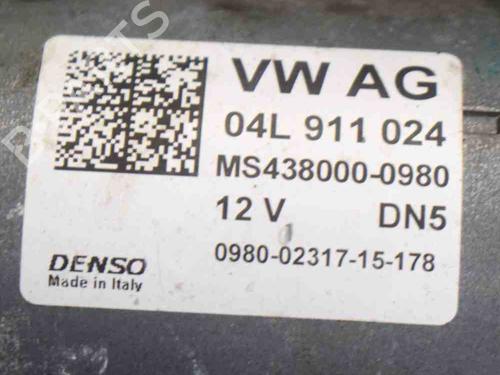 VW AG
04L 911 024
MS438000-0980
12 V DN5
0980-02317-15-178
DENSO
Made in Italy